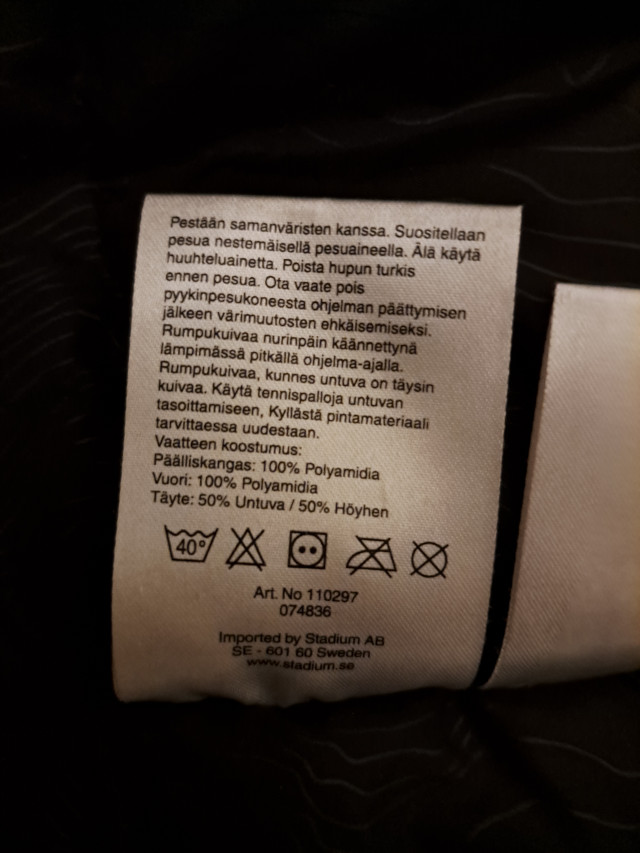 Pestään samanväristen kanssa. Suositellaan
pesua nestemäisellä pesuaineella. Älä käytä
huuhteluainetta. Poista hupun turkis
ennen pesua. Ota vaate pois
pyykinpesukoneesta ohjelman päättymisen
jälkeen värimuutosten ehkäisemiseksi.
Rumpukuivaa nurinpäin käännettynä
lämpimässä pitkällä ohjelma-ajalla.
Rumpukuivaa, kunnes untuva on täysin
kuivaa. Käytä tennispalloja untuvan
tasoittamiseen, Kyllästä pintamateriaali
tarvittaessa uudestaan.
Vaatteen koostumus:
Päälliskangas: 100% Polyamidia
Vuori: 100% Polyamidia
Täyte: 50% Untuva / 50% Höyhen
40°
Art. No 110297
074836
Imported by Stadium AB
SE - 601 60 Sweden
www.stadium.se